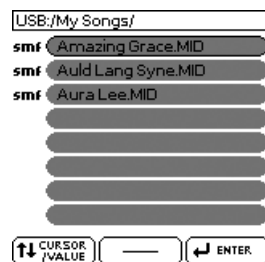 USB:/My Songs/
smf Amazing Grace.MID
smf Auld Lang Syne.MID
smf Aura Lee.MID
↑↓ CURSOR /VALUE —— ↵ ENTER